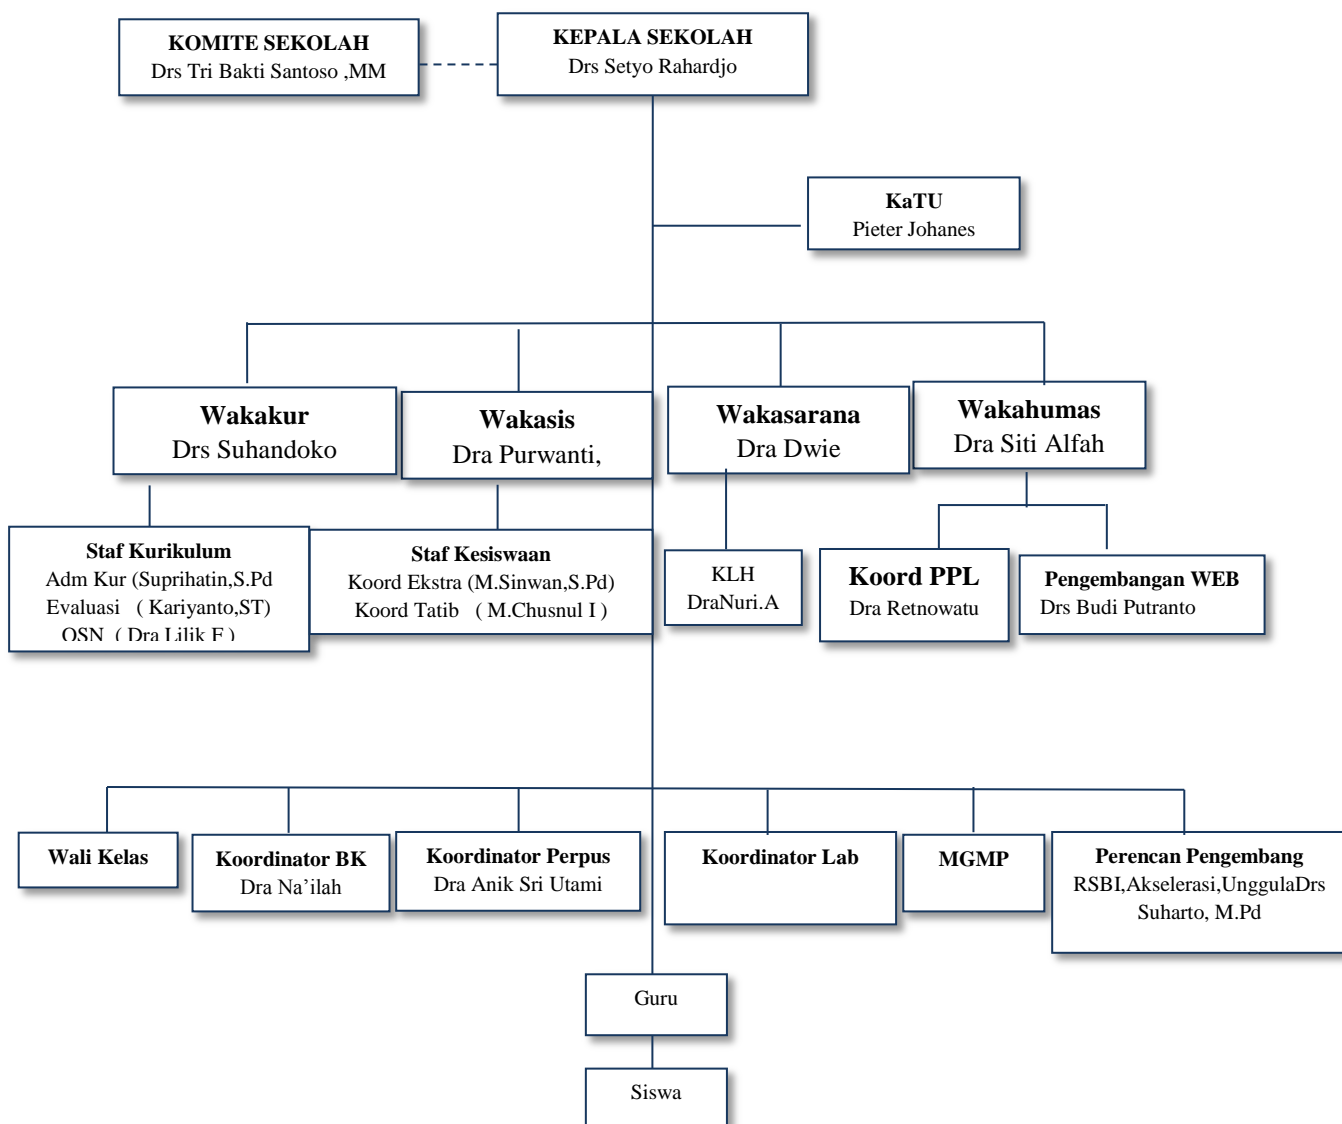 KOMITE SEKOLAH
Drs Tri Bakti Santoso ,MM
KEPALA SEKOLAH
Drs Setyo Rahardjo
KaTU
Pieter Johanes
Wakakur
Drs Suhandoko
Wakasis
Dra Purwanti,
Wakasarana
Dra Dwie
Wakahumas
Dra Siti Alfah
Staf Kurikulum
Adm Kur (Suprihatin,S.Pd
Evaluasi ( Kariyanto,ST)
OSN ( Dra Lilik F )
Staf Kesiswaan
Koord Ekstra (M.Sinwan,S.Pd)
Koord Tatib ( M.Chusnul I )
KLH
DraNuri.A
Koord PPL
Dra Retnowatu
Pengembangan WEB
Drs Budi Putranto
Wali Kelas
Koordinator BK
Dra Na’ilah
Koordinator Perpus
Dra Anik Sri Utami
Koordinator Lab
MGMP
Perencan Pengembang
RSBI,Akselerasi,UnggulaDrs
Suharto, M.Pd
Guru
Siswa